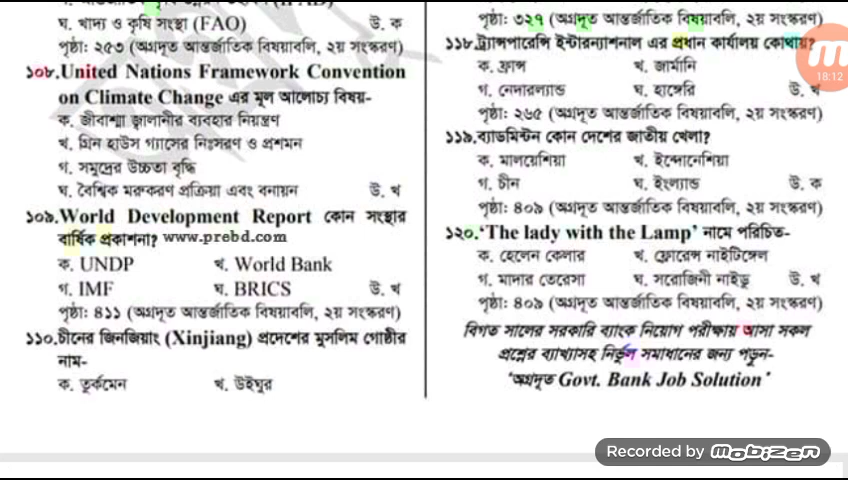 ঘ. খাদ্য ও কৃষি সংস্থা (FAO) উ. ক
পৃষ্ঠা: ২৫৩ (অগ্রদূত আন্তর্জাতিক বিষয়াবলি, ২য় সংস্করণ)
১০৮.United Nations Framework Convention
on Climate Change এর মূল আলোচ্য বিষয়-
ক. জীবাশ্মা জ্বালানীর ব্যবহার নিয়ন্ত্রণ
খ. গ্রিন হাউস গ্যাসের নিঃসরণ ও প্রশমন
গ. সমুদ্রের উচ্চতা বৃদ্ধি
ঘ. বৈশ্বিক মরুকরণ প্রক্রিয়া এবং বনায়ন উ. খ
১০৯.World Development Report কোন সংস্থার
বার্ষিক প্রকাশনা? www.prebd.com
ক. UNDP খ. World Bank
গ. IMF ঘ. BRICS উ. খ
পৃষ্ঠা: ৪১১ (অগ্রদূত আন্তর্জাতিক বিষয়াবলি, ২য় সংস্করণ)
১১০.চীনের জিনজিয়াং (Xinjiang) প্রদেশের মুসলিম গোষ্ঠীর
নাম-
ক. তুর্কমেন খ. উইঘুর
পৃষ্ঠা: ৩২৭ (অগ্রদূত আন্তর্জাতিক বিষয়াবলি, ২য় সংস্করণ)
১১৮.ট্র্যান্সপারেন্সি ইন্টারন্যাশনাল এর প্রধান কার্যালয় কোথায়?
ক. ফ্রান্স খ. জার্মানি
গ. নেদারল্যান্ড ঘ. হাঙ্গেরি উ. খ
পৃষ্ঠা: ২৬৫ (অগ্রদূত আন্তর্জাতিক বিষয়াবলি, ২য় সংস্করণ)
১১৯.ব্যাডমিন্টন কোন দেশের জাতীয় খেলা?
ক. মালয়েশিয়া খ. ইন্দোনেশিয়া
গ. চীন ঘ. ইংল্যান্ড উ. ক
পৃষ্ঠা: ৪০৯ (অগ্রদূত আন্তর্জাতিক বিষয়াবলি, ২য় সংস্করণ)
১২০.‘The lady with the Lamp’ নামে পরিচিত-
ক. হেলেন কেলার খ. ফ্লোরেন্স নাইটিঙ্গেল
গ. মাদার তেরেসা ঘ. সরোজিনী নাইডু উ. খ
পৃষ্ঠা: ৪০৯ (অগ্রদূত আন্তর্জাতিক বিষয়াবলি, ২য় সংস্করণ)
বিগত সালের সরকারি ব্যাংক নিয়োগ পরীক্ষায় আসা সকল
প্রশ্নের ব্যাখ্যাসহ নির্ভুল সমাধানের জন্য পড়ুন-
‘অগ্রদূত Govt. Bank Job Solution’
18:12
Recorded by mobizen